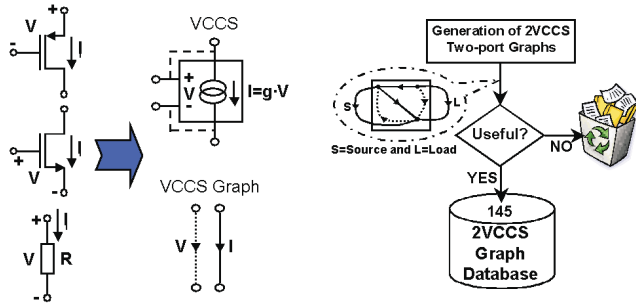 +
V
I
-
I
+
V
-
+
I
V
R
-
VCCS
+
V
-
I=g·V
VCCS Graph
V
I
Generation of 2VCCS
Two-port Graphs
S
L
S=Source and L=Load
Useful?
NO
YES
145
2VCCS
Graph
Database